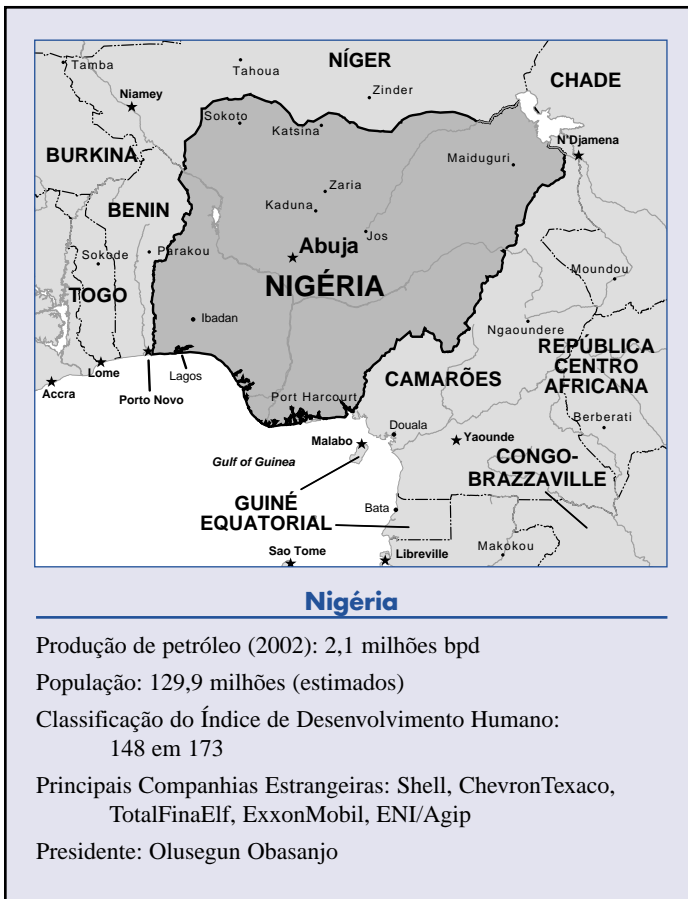 Tamba
Tahoua
NÍGER
Zinder
CHADE
Niamey
Sokoto
Katsina
N'Djamena
BURKINA
Maiduguri
Zaria
BENIN
Kaduna
Jos
Abuja
Sokode
Parakou
NIGÉRIA
Moundou
TOGO
Ibadan
Ngaoundere
REPÚBLICA
CENTRO
AFRICANA
Lome
Lagos
CAMARÕES
Accra
Porto Novo
Port Harcourt
Berberati
Douala
Malabo
Yaounde
Gulf of Guinea
CONGO-
BRAZZAVILLE
GUINÉ
EQUATORIAL
Bata
Sao Tome
Libreville
Makokou
Nigéria
Produção de petróleo (2002): 2,1 milhões bpd
População: 129,9 milhões (estimados)
Classificação do Índice de Desenvolvimento Humano:
148 em 173
Principais Companhias Estrangeiras: Shell, ChevronTexaco,
TotalFinaElf, ExxonMobil, ENI/Agip
Presidente: Olusegun Obasanjo